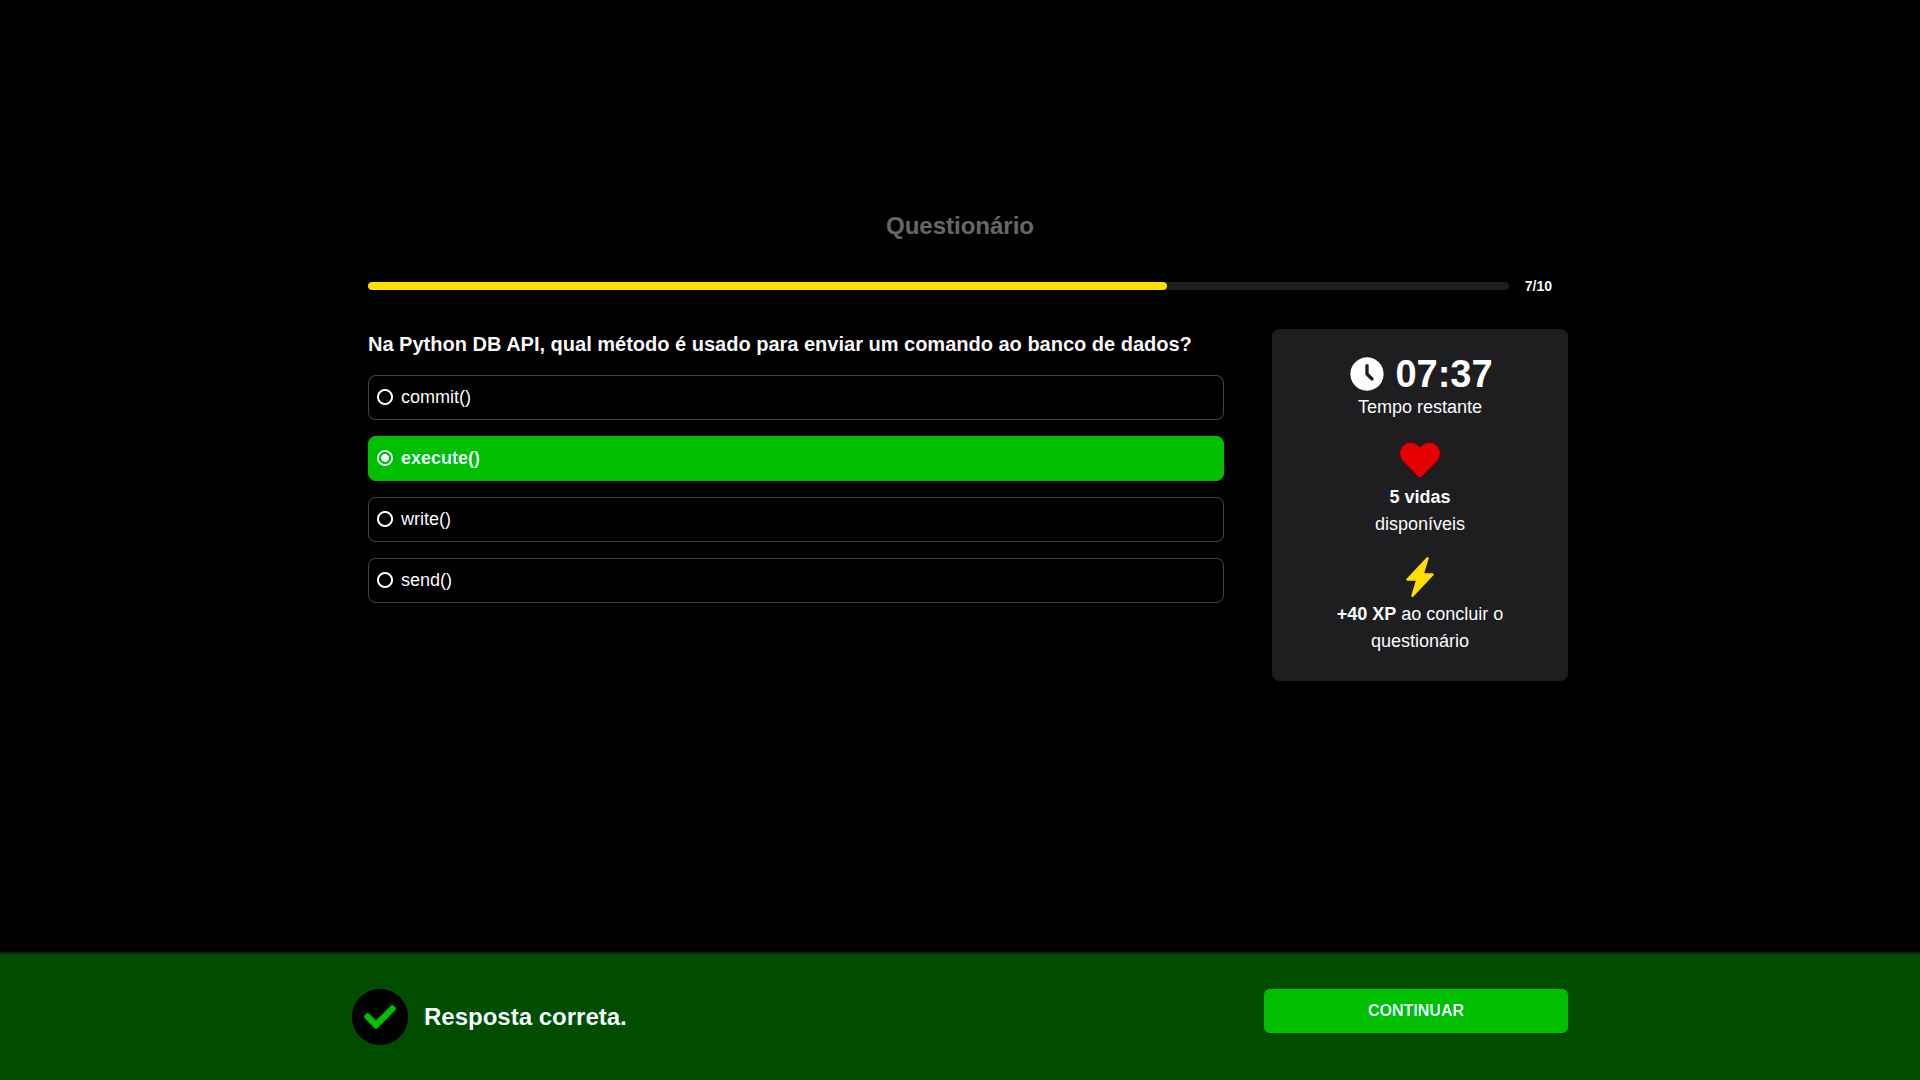 Questionário
7/10
Na Python DB API, qual método é usado para enviar um comando ao banco de dados?
commit()
execute()
write()
send()
07:37
Tempo restante
5 vidas
disponíveis
+40 XP ao concluir o
questionário
Resposta correta.
CONTINUAR